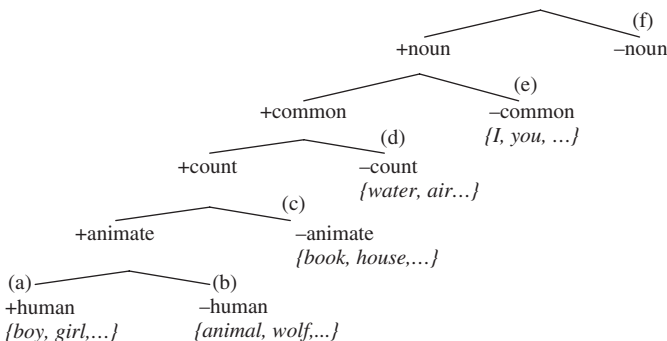 (f)
+noun –noun
(e)
+common –common
{I, you, …}
(d)
+count –count
{water, air…}
(c)
+animate –animate
{book, house,…}
(a) (b)
+human –human
{boy, girl,…} {animal, wolf,...}